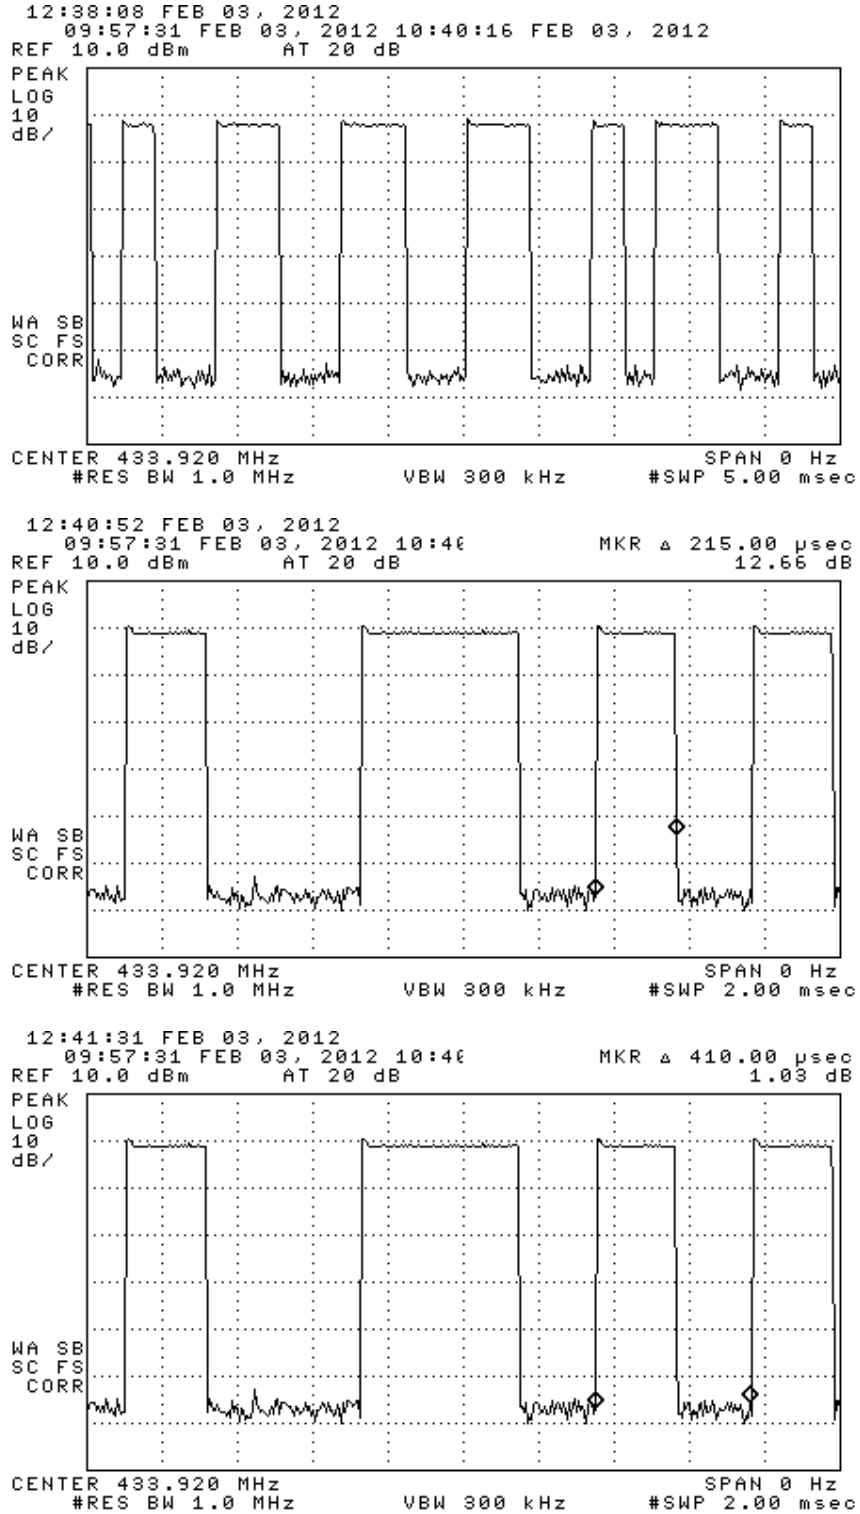 12:38:08 FEB 03, 2012
09:57:31 FEB 03, 2012 10:40:16 FEB 03, 2012
REF 10.0 dBm AT 20 dB
PEAK
LOG
10
dB/
WA SB
SC FS
CORR
CENTER 433.920 MHz SPAN 0 Hz
#RES BW 1.0 MHz VBW 300 kHz #SWP 5.00 msec
12:40:52 FEB 03, 2012
09:57:31 FEB 03, 2012 10:40 MKR Δ 215.00 μsec
REF 10.0 dBm AT 20 dB 12.66 dB
PEAK
LOG
10
dB/
WA SB
SC FS
CORR
CENTER 433.920 MHz SPAN 0 Hz
#RES BW 1.0 MHz VBW 300 kHz #SWP 2.00 msec
12:41:31 FEB 03, 2012
09:57:31 FEB 03, 2012 10:40 MKR Δ 410.00 μsec
REF 10.0 dBm AT 20 dB 1.03 dB
PEAK
LOG
10
dB/
WA SB
SC FS
CORR
CENTER 433.920 MHz SPAN 0 Hz
#RES BW 1.0 MHz VBW 300 kHz #SWP 2.00 msec